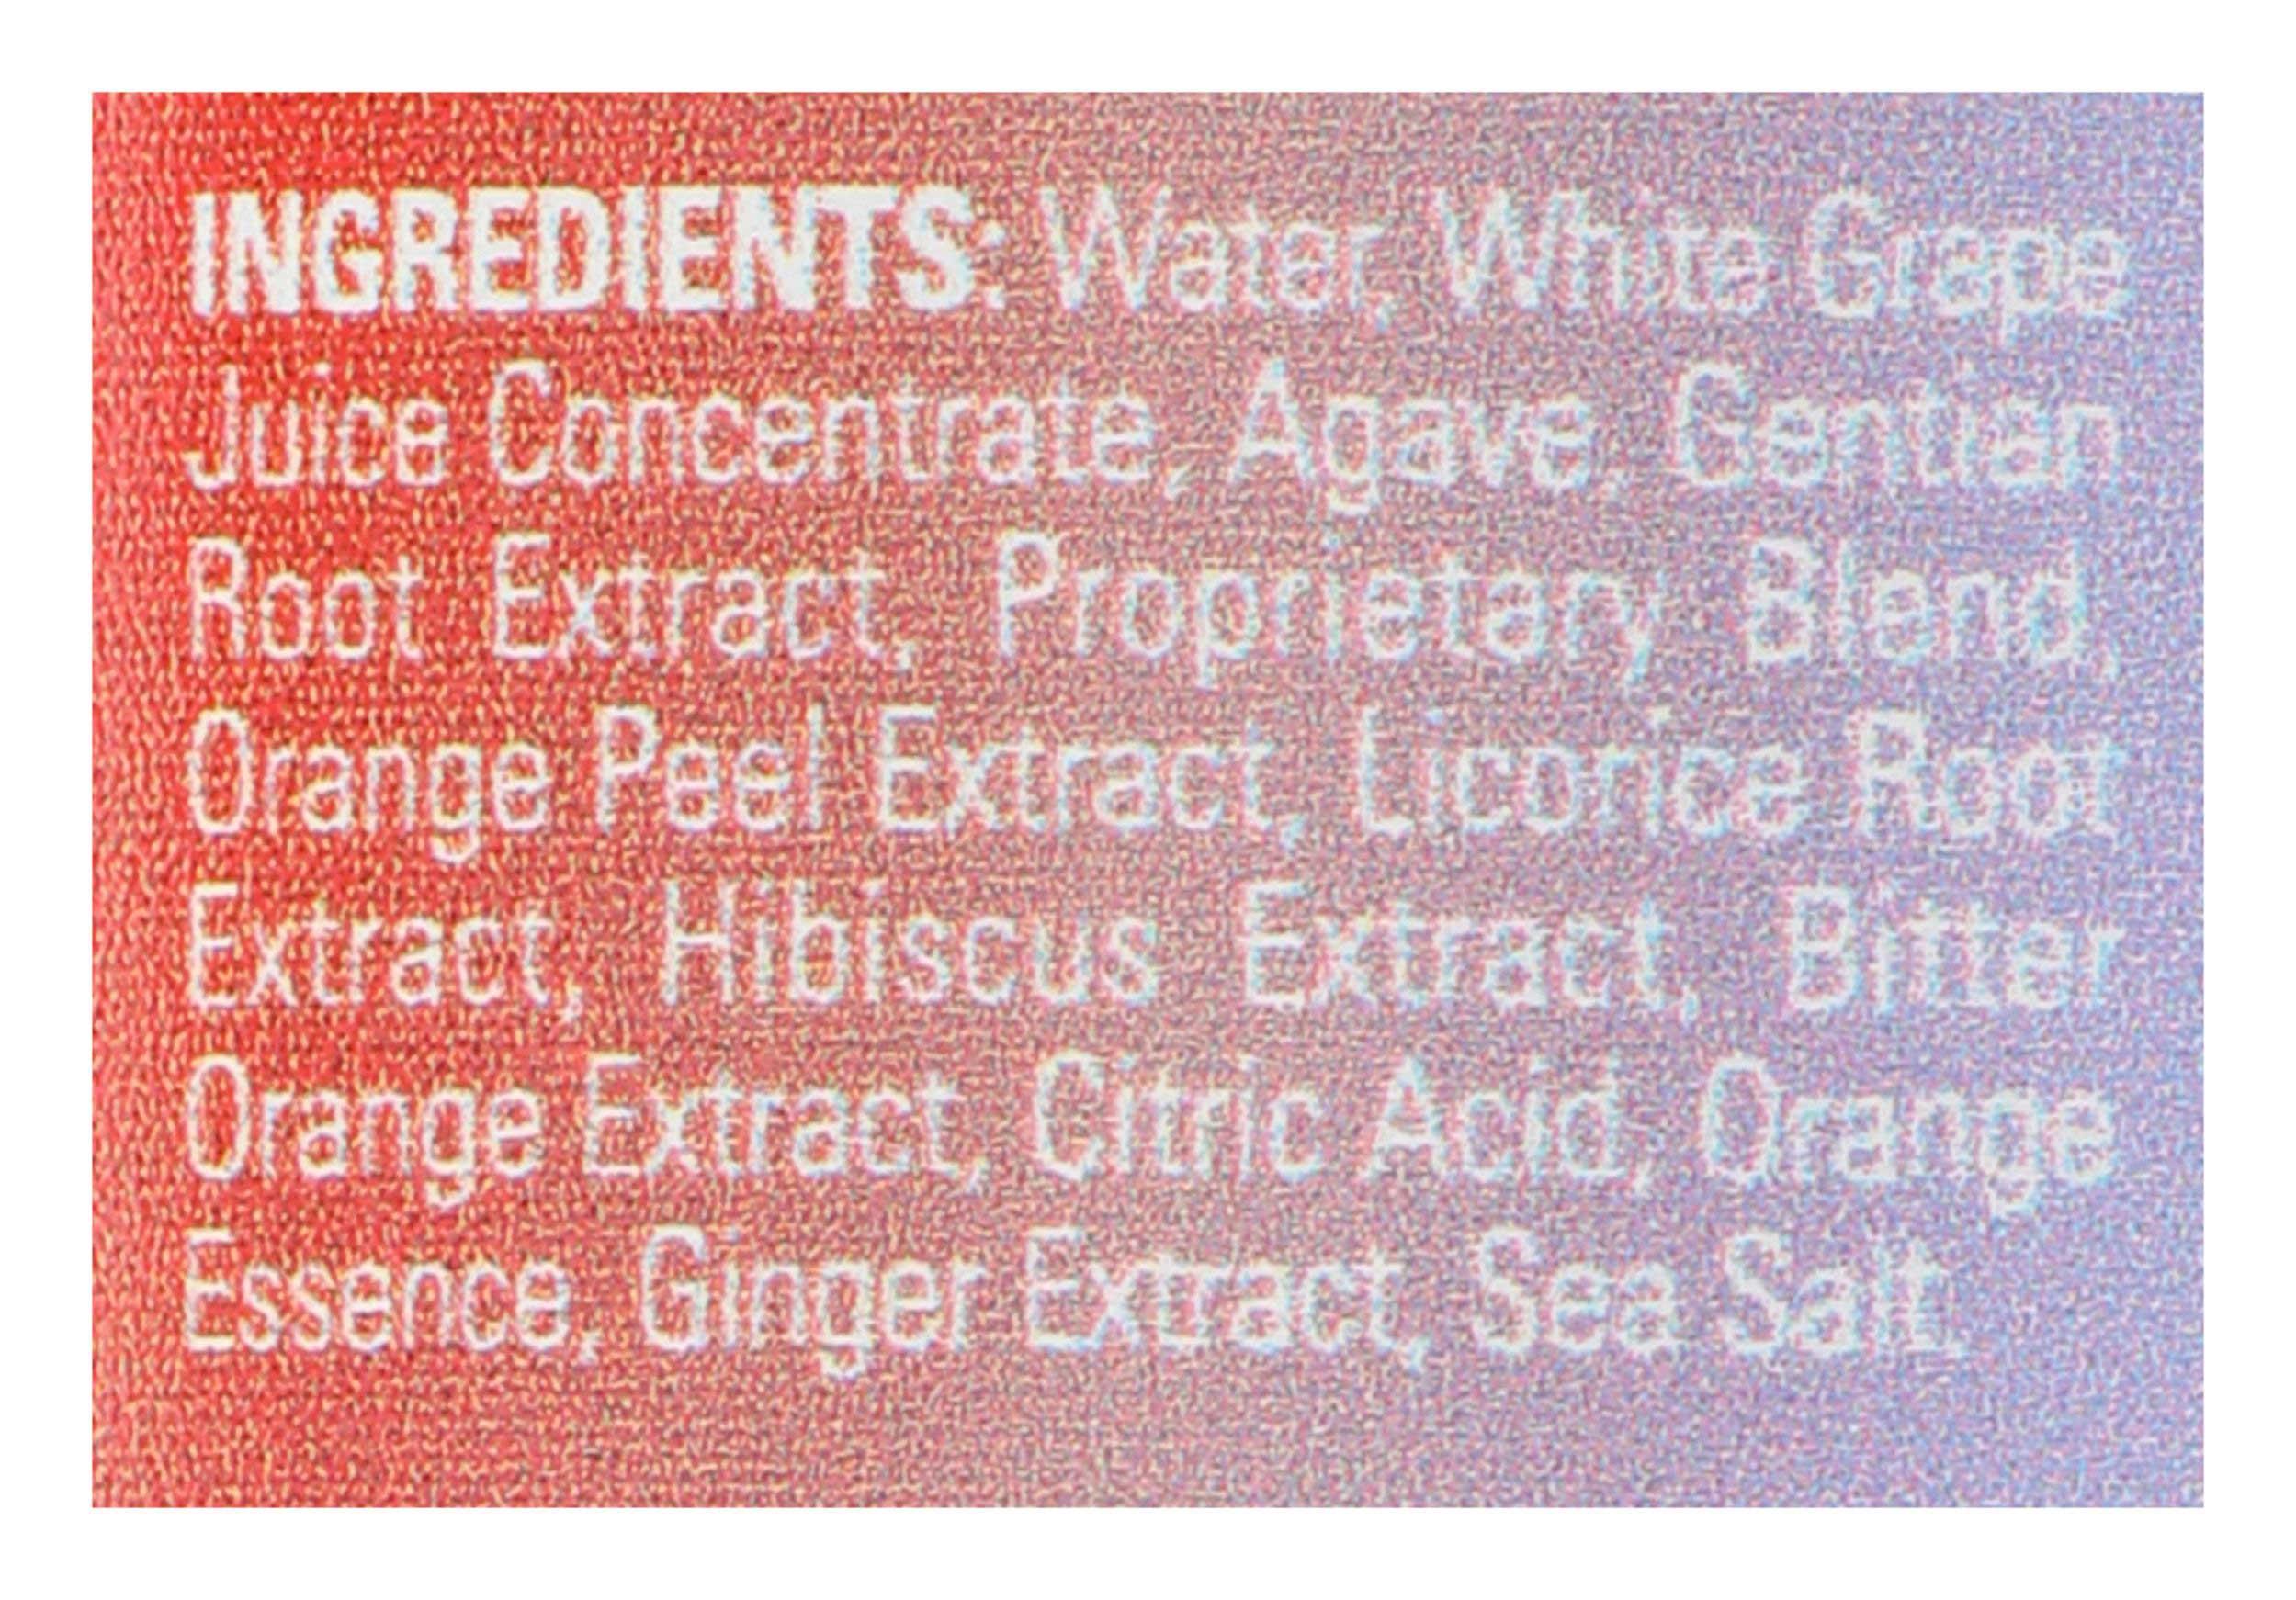 INGREDIENTS: Water, White Grape
Juice Concentrate, Agave, Gentian
Root Extract, Proprietary Blend,
Orange Peel Extract, Licorice Root
Extract, Hibiscus Extract, Bitter
Orange Extract, Citric Acid, Orange
Essence, Ginger Extract, Sea Salt.